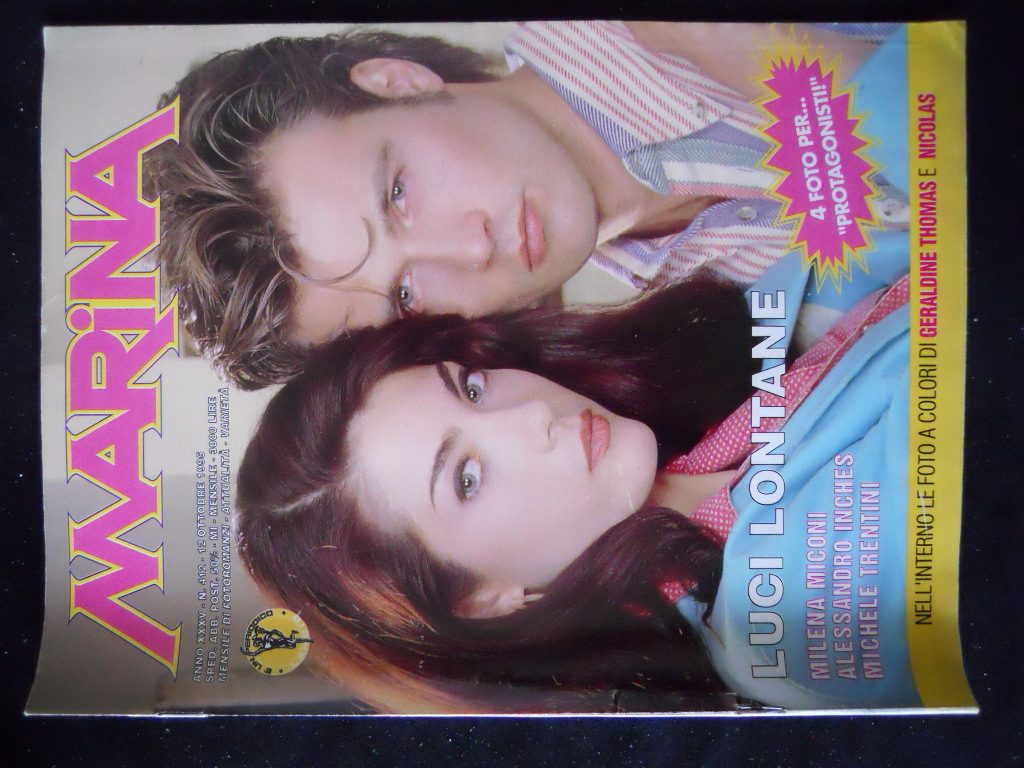 MARiNA
ANNO XXXV - N. 412 - 12 OTTOBRE 1995
SPED. ABB. POST. 50% - MI - MENSILE - 3000 LIRE
MENSILE DI FOTOROMANZI - ATTUALITÀ - VARIETÀ
4 FOTO PER...
"PROTAGONISTI!"
LUCI LONTANE
MILENA MICONI
ALESSANDRO INCHES
MICHELE TRENTINI
NELL'INTERNO LE FOTO A COLORI DI GERALDINE THOMAS E NICOLAS